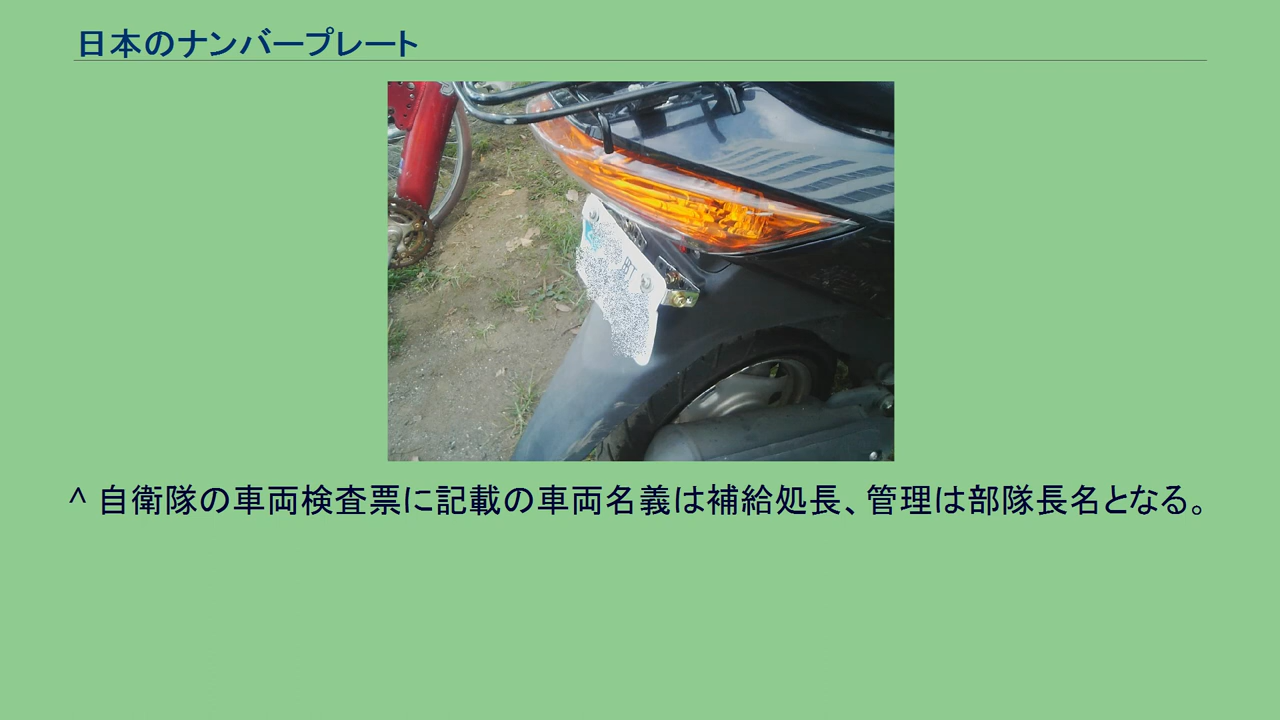 日本のナンバープレート
^ 自衛隊の車両検査票に記載の車両名義は補給処長、管理は部隊長名となる。